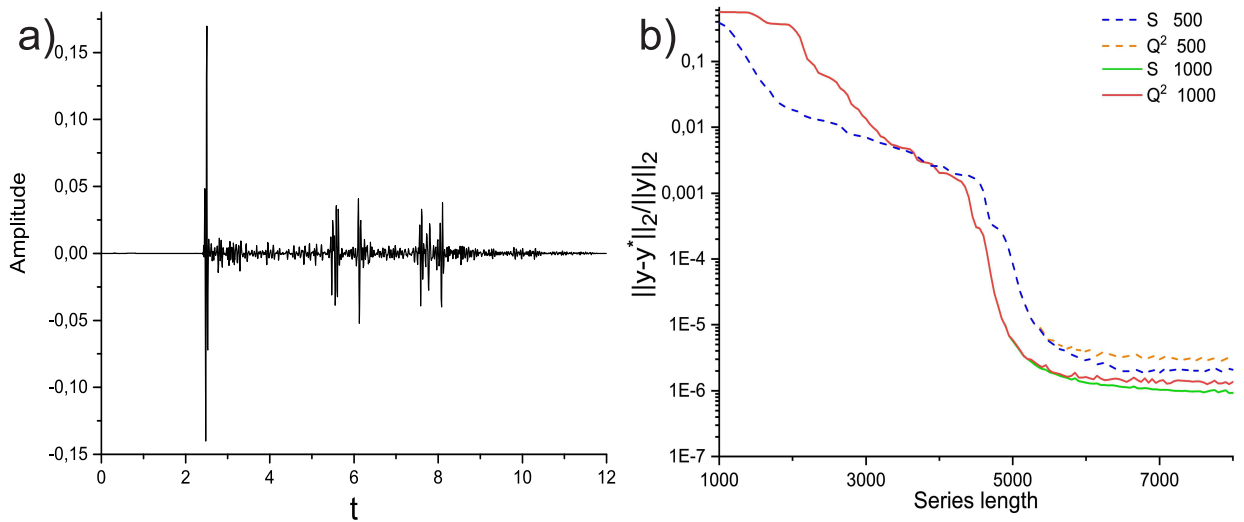 a)
0,15
0,10
0,05
0,00
-0,05
-0,10
-0,15
Amplitude
0 2 4 6 8 10 12
t
b)
S 500
Q² 500
S 1000
Q² 1000
0,1
0,01
0,001
1E-4
1E-5
1E-6
1E-7
||y-y*||₂/||y||₂
1000 3000 5000 7000
Series length